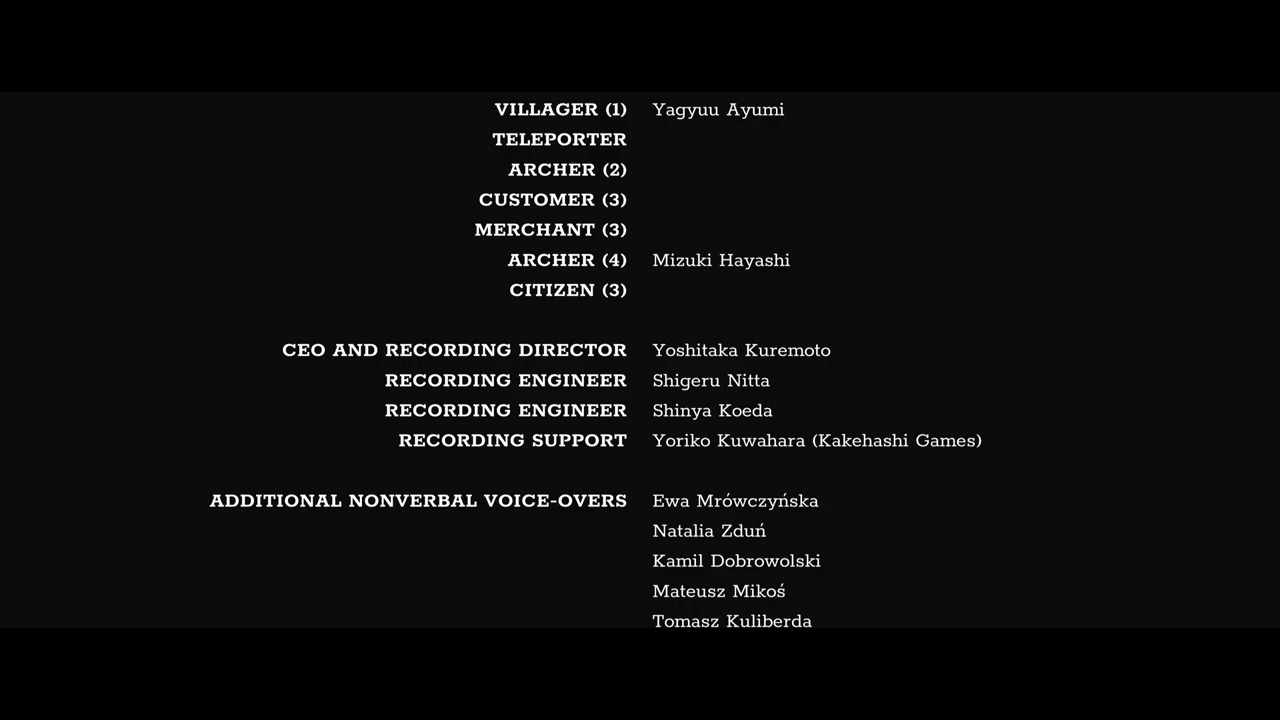 VILLAGER (1) Yagyuu Ayumi
TELEPORTER
ARCHER (2)
CUSTOMER (3)
MERCHANT (3)
ARCHER (4) Mizuki Hayashi
CITIZEN (3)
CEO AND RECORDING DIRECTOR Yoshitaka Kuremoto
RECORDING ENGINEER Shigeru Nitta
RECORDING ENGINEER Shinya Koeda
RECORDING SUPPORT Yoriko Kuwahara (Kakehashi Games)
ADDITIONAL NONVERBAL VOICE-OVERS Ewa Mrówczyńska
Natalia Zduń
Kamil Dobrowolski
Mateusz Mikoś
Tomasz Kuliberda